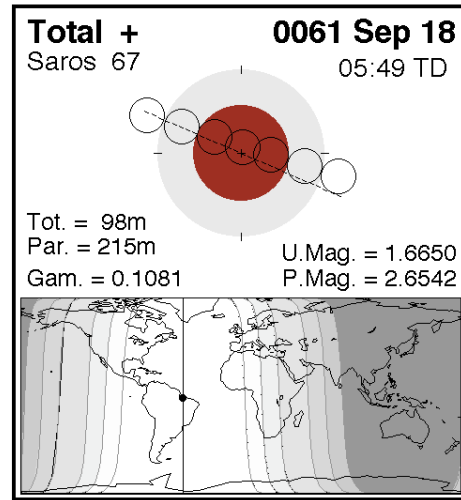 Total +
0061 Sep 18
Saros 67
05:49 TD
Tot. = 98m
Par. = 215m
Gam. = 0.1081
U.Mag. = 1.6650
P.Mag. = 2.6542